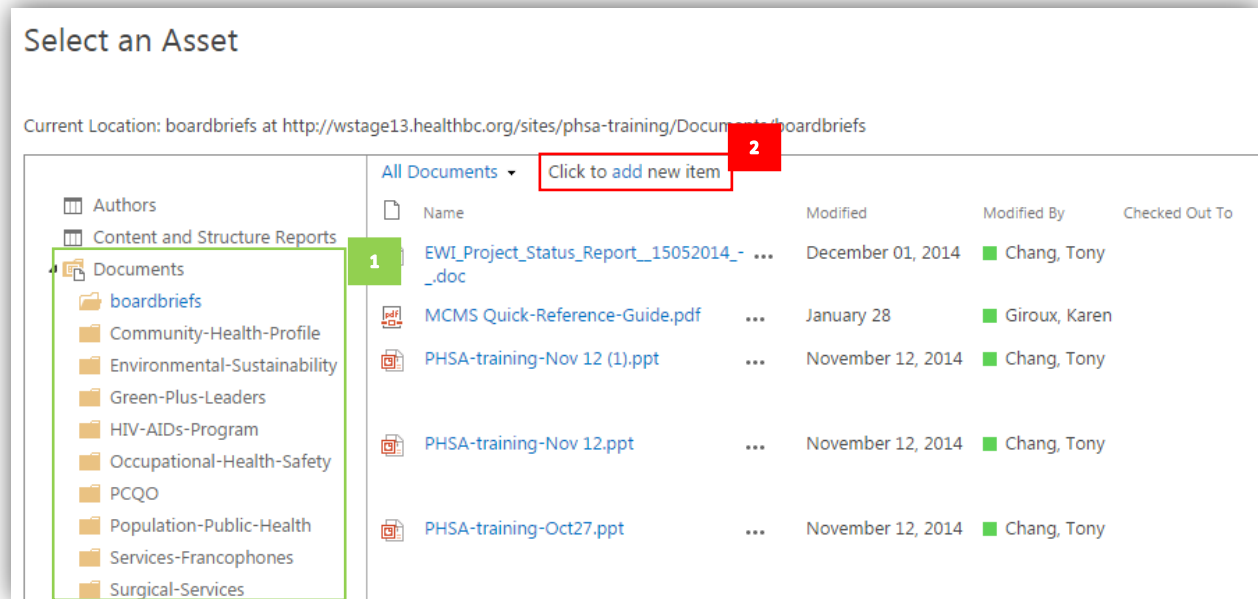 Select an Asset
Current Location: boardbriefs at http://wstage13.healthbc.org/sites/phsa-training/Documents/boardbriefs
2
All Documents Click to add new item
Authors
Content and Structure Reports
1
Documents
boardbriefs
Community-Health-Profile
Environmental-Sustainability
Green-Plus-Leaders
HIV-AIDs-Program
Occupational-Health-Safety
PCQO
Population-Public-Health
Services-Francophones
Surgical-Services
Name Modified Modified By Checked Out To
EWI_Project_Status_Report__15052014_- ... December 01, 2014 Chang, Tony
_.doc
MCMS Quick-Reference-Guide.pdf ... January 28 Giroux, Karen
PHSA-training-Nov 12 (1).ppt ... November 12, 2014 Chang, Tony
PHSA-training-Nov 12.ppt ... November 12, 2014 Chang, Tony
PHSA-training-Oct27.ppt ... November 12, 2014 Chang, Tony